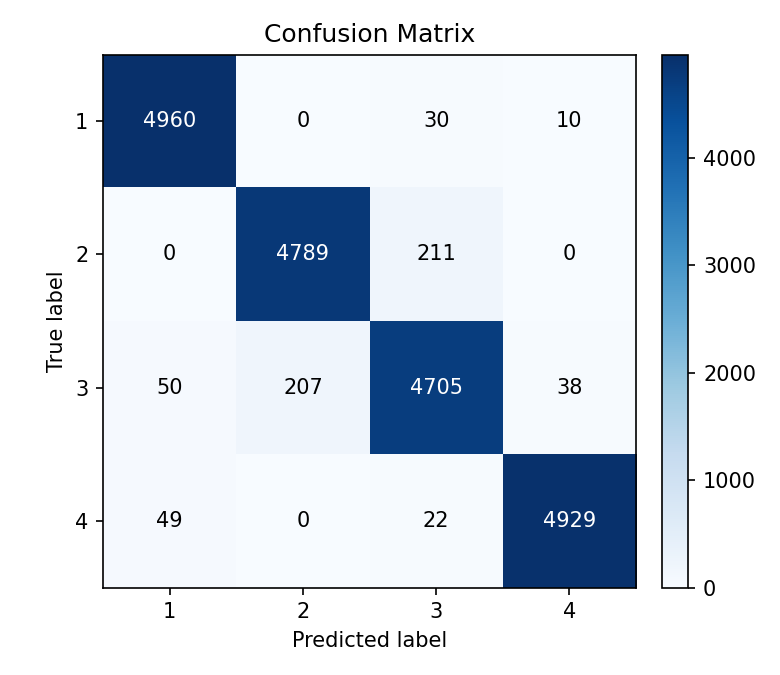 Confusion Matrix
1 4960 0 30 10
2 0 4789 211 0
3 50 207 4705 38
4 49 0 22 4929
1 2 3 4
Predicted label
True label
4000
3000
2000
1000
0